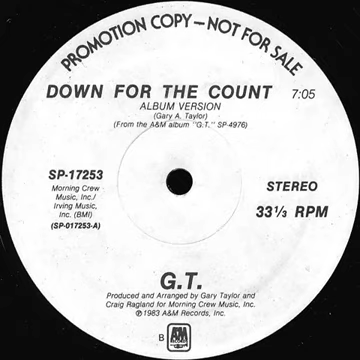 PROMOTION COPY—NOT FOR SALE
DOWN FOR THE COUNT 7:05
ALBUM VERSION
(Gary A. Taylor)
(From the A&M album "G.T." SP-4976)
SP-17253
Morning Crew
Music, Inc./
Irving Music,
Inc. (BMI)
(SP-017253-A)
STEREO
33⅓ RPM
G.T.
Produced and Arranged by Gary Taylor and
Craig Ragland for Morning Crew Music, Inc.
℗1983 A&M Records, Inc.
B
A&M